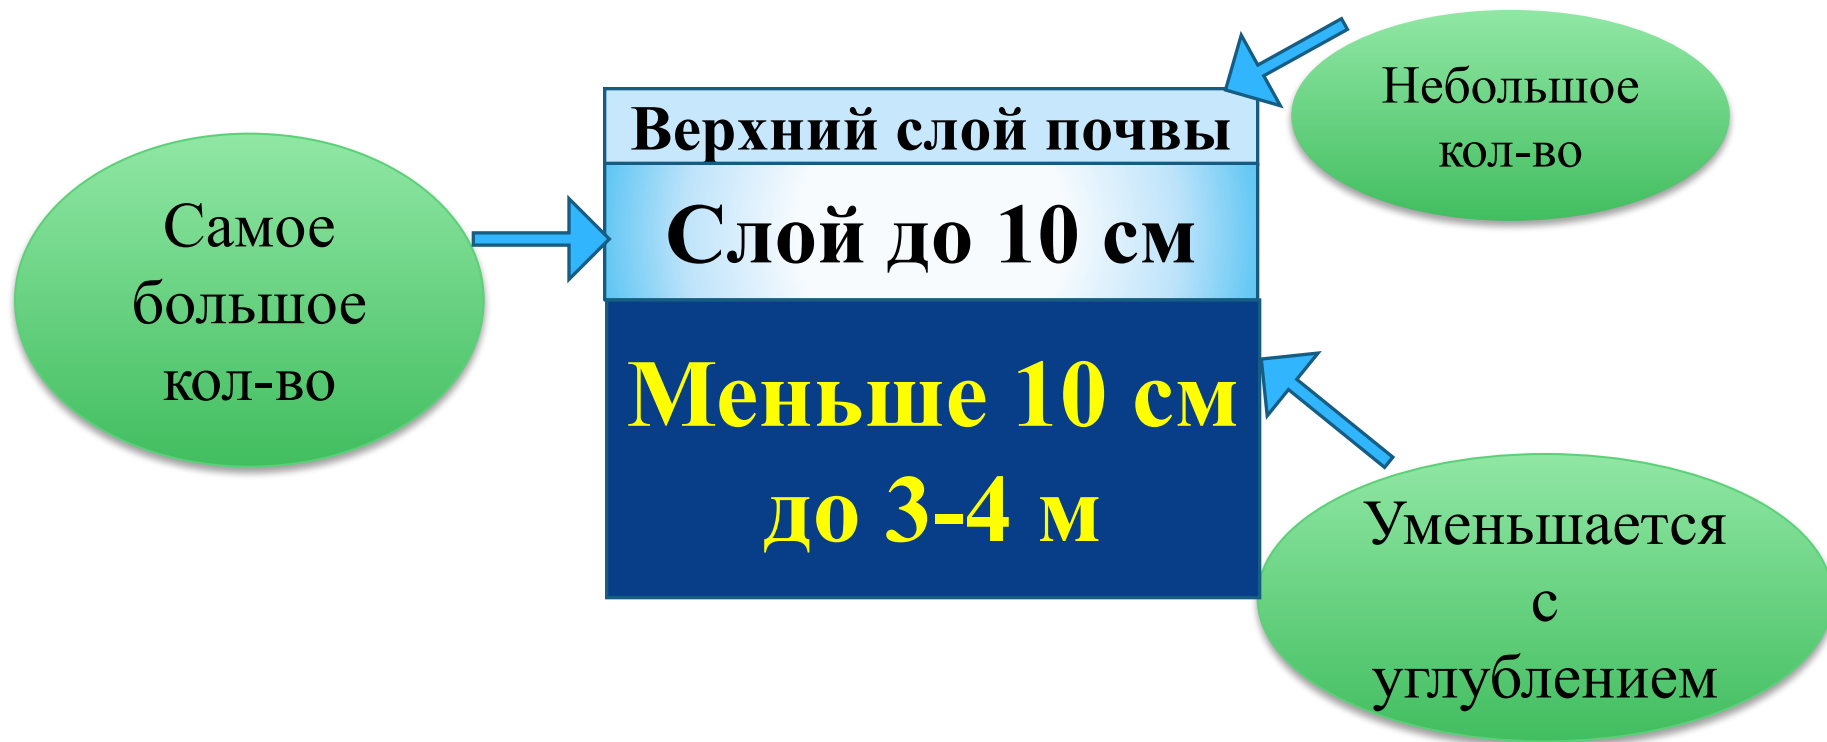 Небольшое
кол-во
Верхний слой почвы
Самое
большое
кол-во
Слой до 10 см
Меньше 10 см
до 3-4 м
Уменьшается
с
углублением